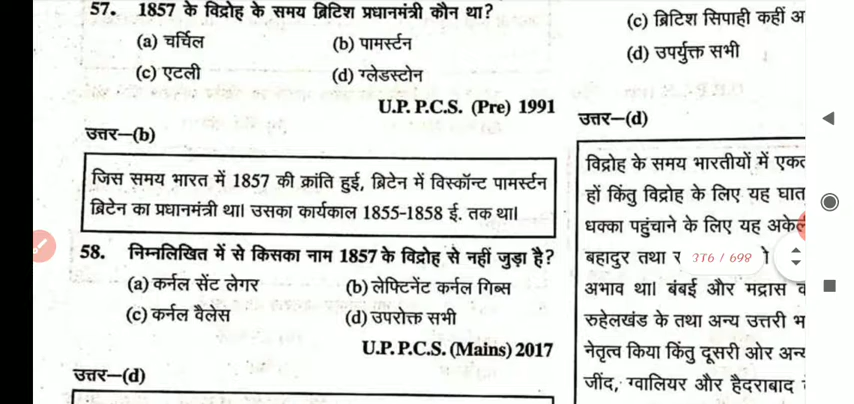 57. 1857 के विद्रोह के समय ब्रिटिश प्रधानमंत्री कौन था?
(a) चर्चिल (b) पामर्स्टन
(c) एटली (d) ग्लेडस्टोन
U.P. P.C.S. (Pre) 1991
उत्तर—(b)
जिस समय भारत में 1857 की क्रांति हुई, ब्रिटेन में विस्कॉन्ट पामर्स्टन
ब्रिटेन का प्रधानमंत्री था। उसका कार्यकाल 1855-1858 ई. तक था।
58. निम्नलिखित में से किसका नाम 1857 के विद्रोह से नहीं जुड़ा है?
(a) कर्नल सेंट लेगर (b) लेफ्टिनेंट कर्नल गिब्स
(c) कर्नल वैलेस (d) उपरोक्त सभी
U.P. P.C.S. (Mains) 2017
उत्तर—(d)
(c) ब्रिटिश सिपाही कहीं
(d) उपर्युक्त सभी
उत्तर—(d)
विद्रोह के समय भारतीयों में
हों किंतु विद्रोह के लिए यह
धक्का पहुंचाने के लिए यह
बहादुर तथा 376 / 698
अभाव था। बंबई और मद्रास
रुहेलखंड के तथा अन्य उत्तरी
नेतृत्व किया किंतु दूसरी ओर
जींद, ग्वालियर और हैदराबाद